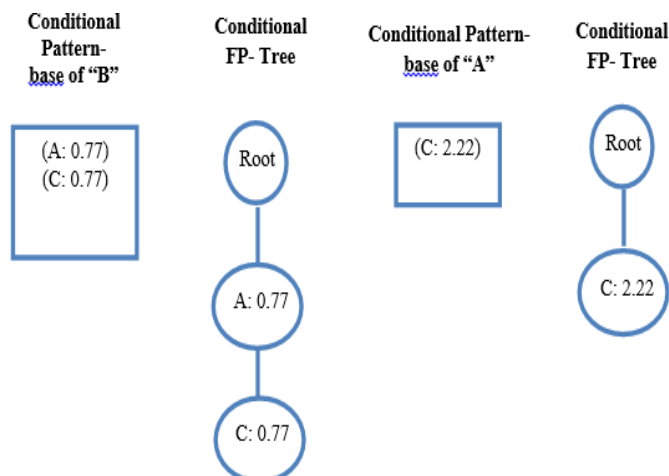 Conditional
Pattern-
base of “B”
(A: 0.77)
(C: 0.77)
Conditional
FP- Tree
Root
A: 0.77
C: 0.77
Conditional Pattern-
base of “A”
(C: 2.22)
Conditional
FP- Tree
Root
C: 2.22